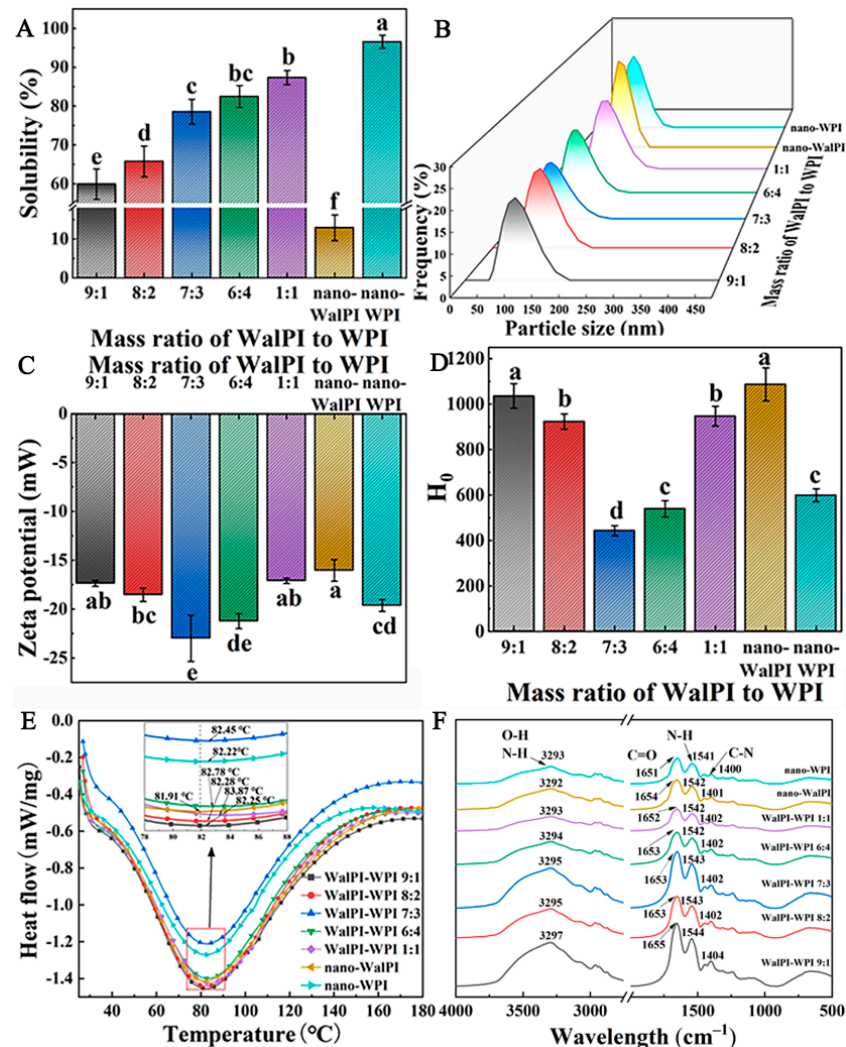 A
Solubility (%)
100
90
80
70
60
10
0
e
d
c
bc
b
f
a
9:1 8:2 7:3 6:4 1:1 nano- nano-
WalPI WPI
Mass ratio of WalPI to WPI
B
Frequency (%)
30
25
20
15
10
5
0
0 50 100 150 200 250 300 350 400 450
Particle size (nm)
nano-WPI
nano-WalPI
1:1
6:4
7:3
8:2
9:1
Mass ratio of WalPI to WPI
C
Mass ratio of WalPI to WPI
9:1 8:2 7:3 6:4 1:1 nano- nano-
WalPI WPI
Zeta potential (mW)
0
-5
-10
-15
-20
-25
ab
bc
e
de
ab
a
cd
D
H0
1200
1000
800
600
400
200
0
a
b
d
c
b
a
c
9:1 8:2 7:3 6:4 1:1 nano- nano-
WalPI WPI
Mass ratio of WalPI to WPI
E
Heat flow (mW/mg)
0.0
-0.2
-0.4
-0.6
-0.8
-1.0
-1.2
-1.4
82.45 °C
82.22°C
82.78 °C
81.91 °C
82.28 °C
83.87 °C
82.25 °C
78 80 82 84 86 88
WalPI-WPI 9:1
WalPI-WPI 8:2
WalPI-WPI 7:3
WalPI-WPI 6:4
WalPI-WPI 1:1
nano-WalPI
nano-WPI
40 60 80 100 120 140 160 180
Temperature (°C)
F
O-H
N-H
C=O
N-H
C-N
3293 1651 1541 1400 nano-WPI
3292 1654 1542 1401 nano-WalPI
3293 1652 1542 1402 WalPI-WPI 1:1
3294 1653 1542 1402 WalPI-WPI 6:4
3295 1653 1543 1402 WalPI-WPI 7:3
3295 1653 1543 1402 WalPI-WPI 8:2
3297 1655 1544 1404 WalPI-WPI 9:1
4000 3500 3000 1500 1000 500
Wavelength (cm⁻¹)